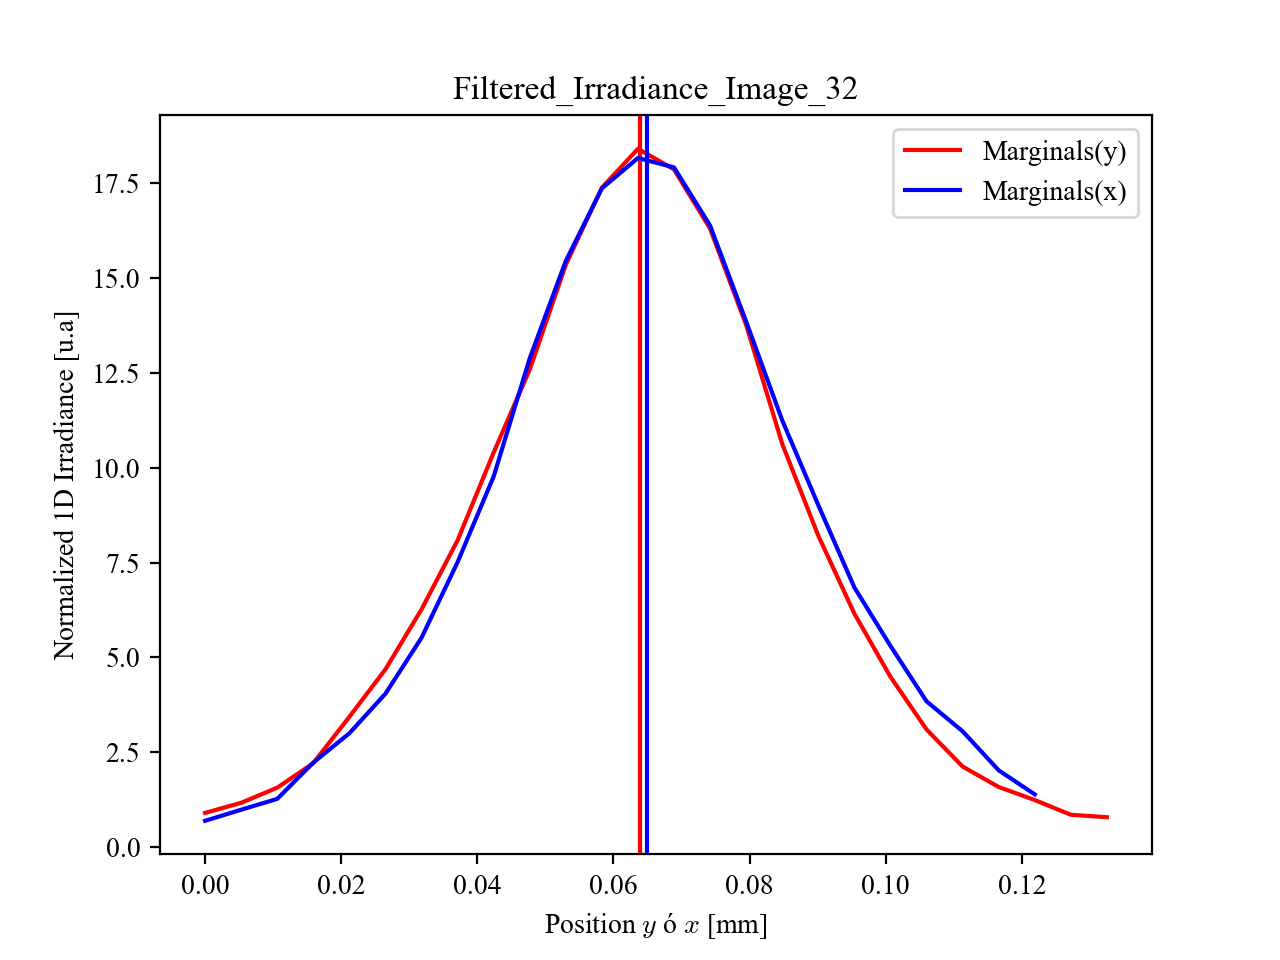 Filtered_Irradiance_Image_32
Marginals(y)
Marginals(x)
Normalized 1D Irradiance [u.a]
17.5
15.0
12.5
10.0
7.5
5.0
2.5
0.0
0.00 0.02 0.04 0.06 0.08 0.10 0.12
Position y ó x [mm]